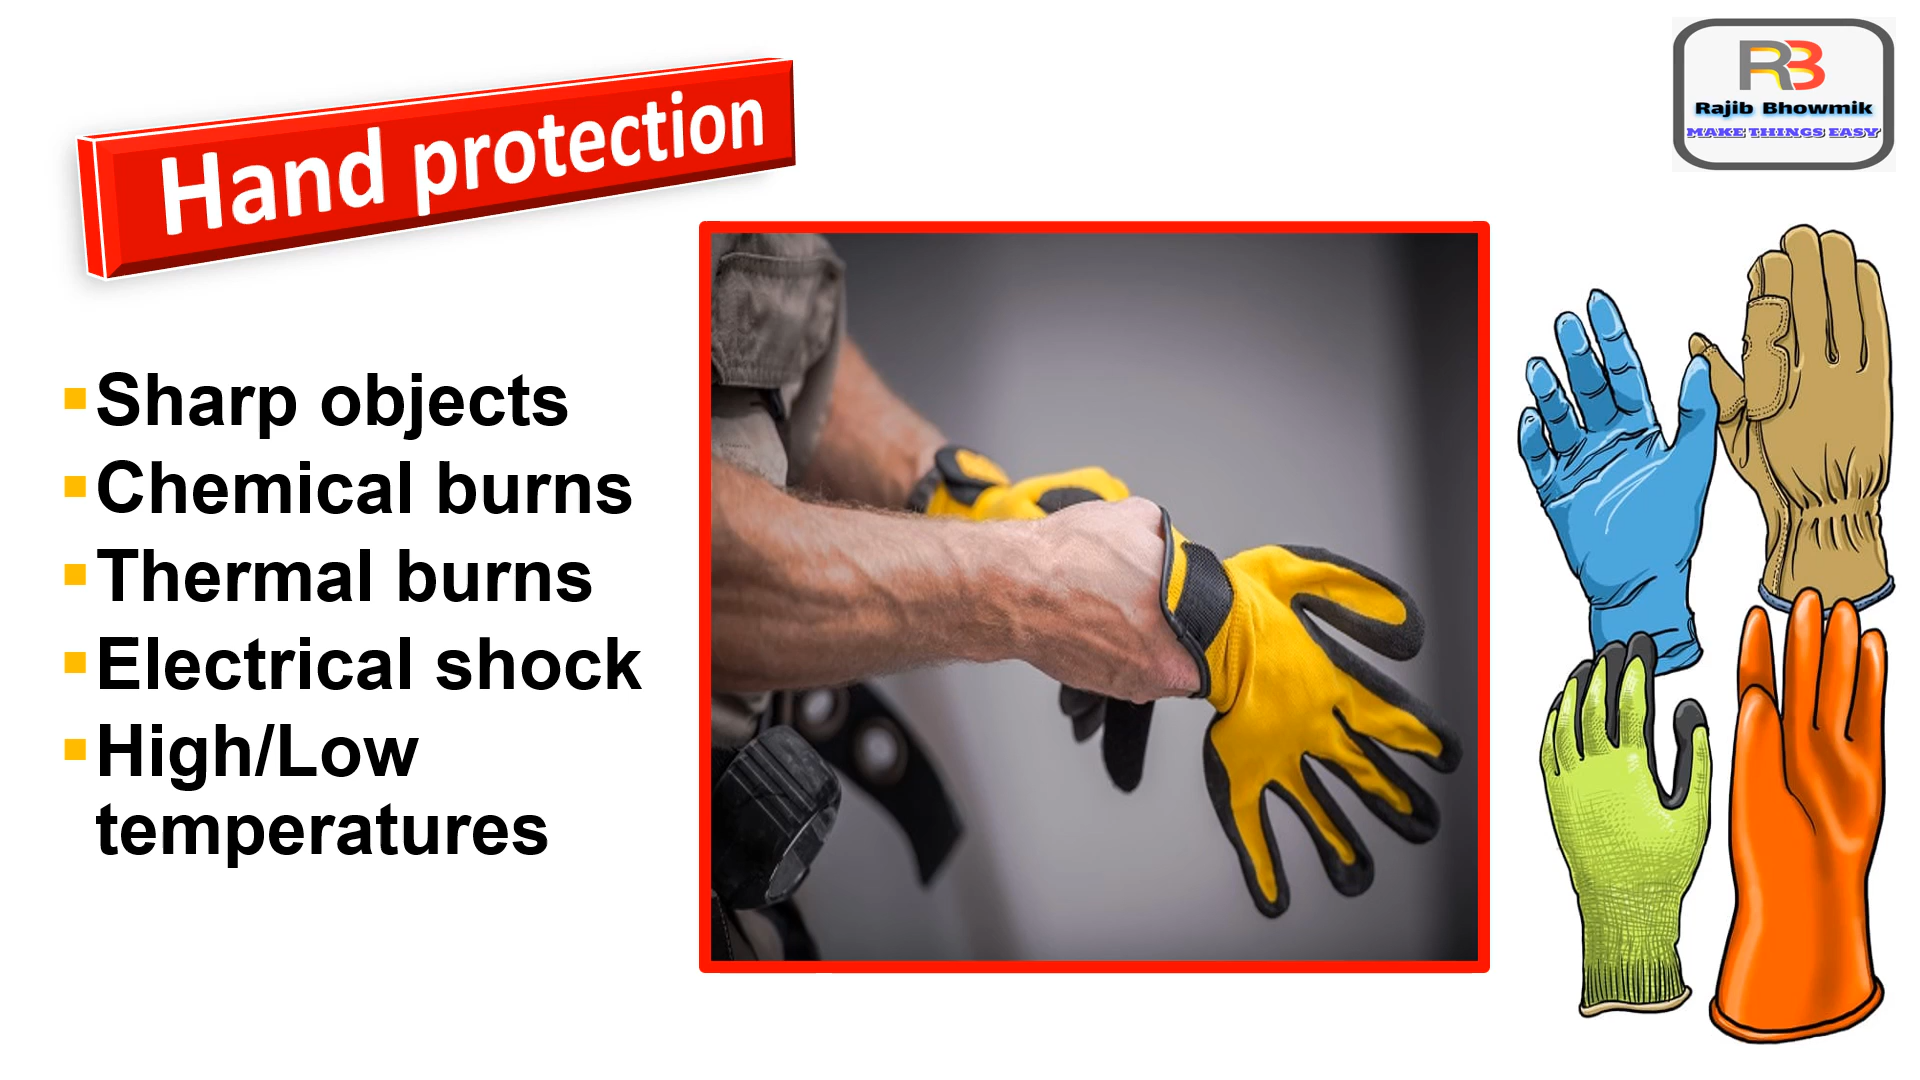 Hand protection
RB
Rajib Bhowmik
MAKE THINGS EASY
Sharp objects
Chemical burns
Thermal burns
Electrical shock
High/Low
temperatures